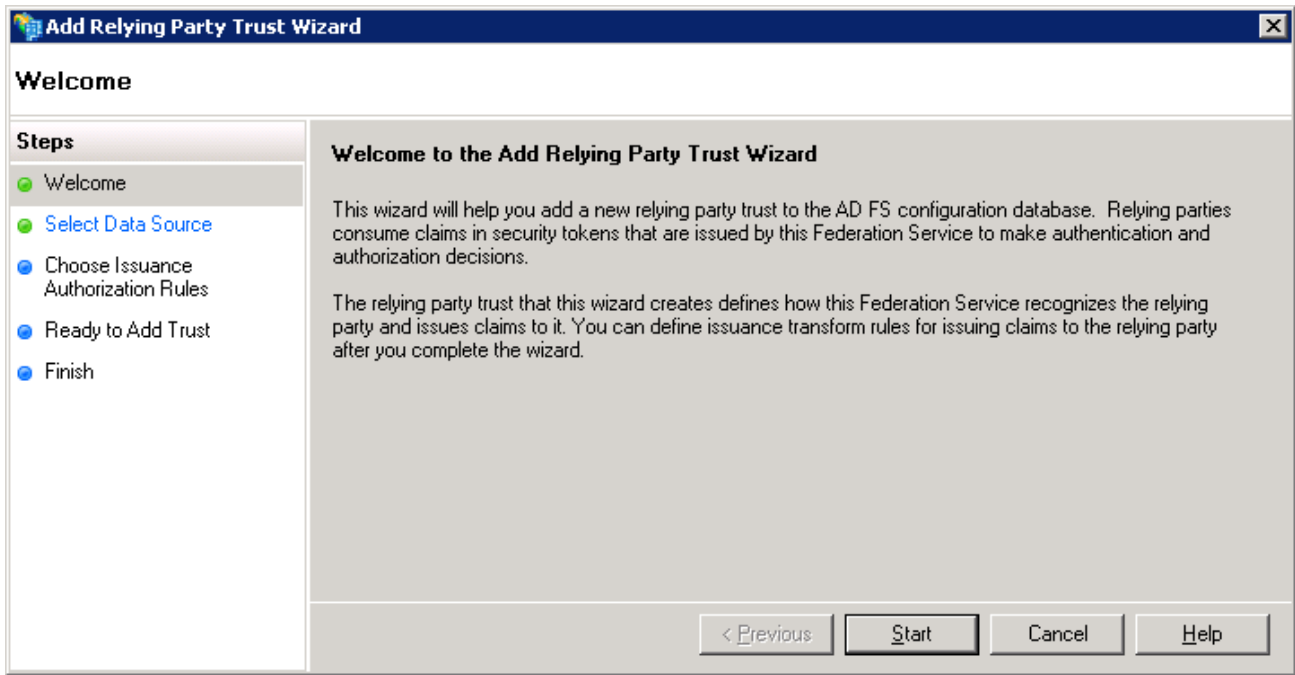 Add Relying Party Trust Wizard
Welcome
Steps
Welcome
Select Data Source
Choose Issuance
Authorization Rules
Ready to Add Trust
Finish
Welcome to the Add Relying Party Trust Wizard
This wizard will help you add a new relying party trust to the AD FS configuration database.  Relying parties
consume claims in security tokens that are issued by this Federation Service to make authentication and
authorization decisions.
The relying party trust that this wizard creates defines how this Federation Service recognizes the relying
party and issues claims to it. You can define issuance transform rules for issuing claims to the relying party
after you complete the wizard.
< Previous
Start
Cancel
Help